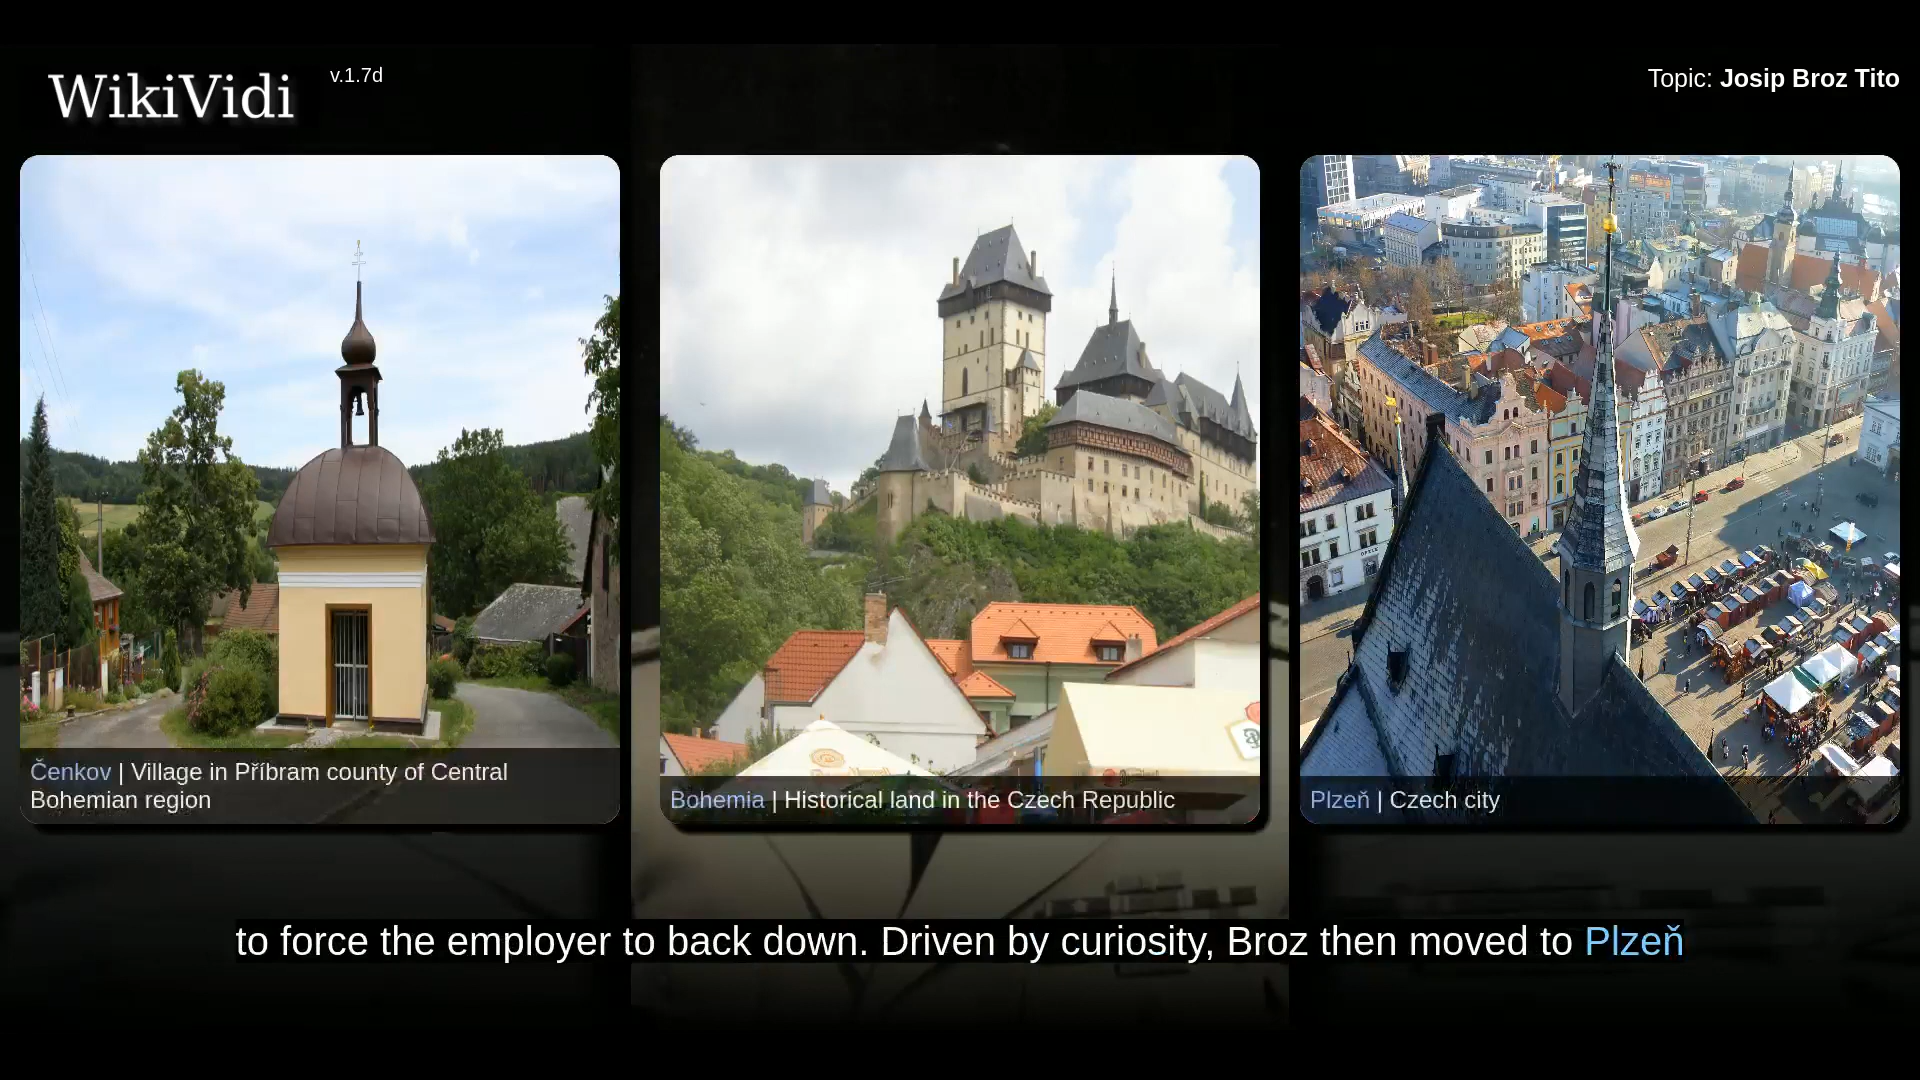 WikiVidi
v.1.7d
Topic: Josip Broz Tito
Čenkov | Village in Příbram county of Central
Bohemian region
Bohemia | Historical land in the Czech Republic
Plzeň | Czech city
to force the employer to back down. Driven by curiosity, Broz then moved to Plzeň